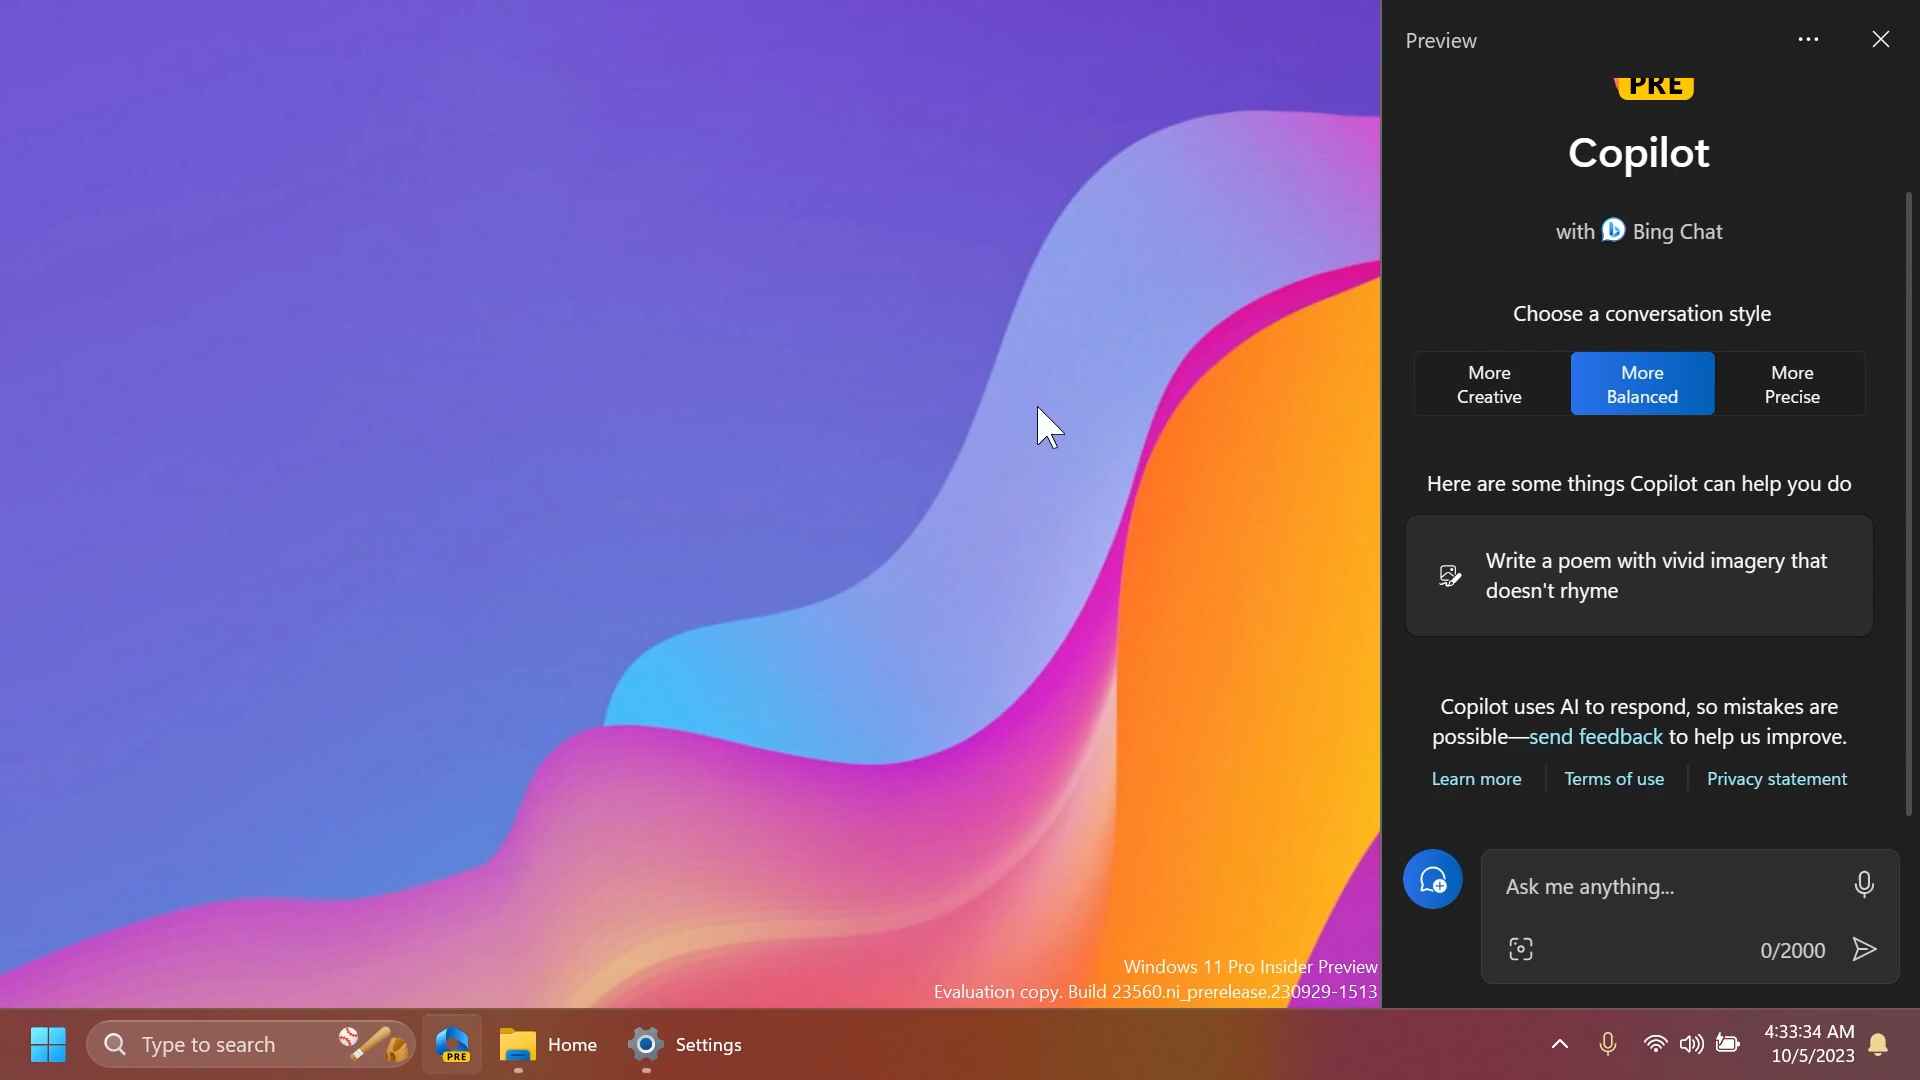 Preview
PRE
Copilot
with Bing Chat
Choose a conversation style
More
Creative
More
Balanced
More
Precise
Here are some things Copilot can help you do
Write a poem with vivid imagery that
doesn't rhyme
Copilot uses AI to respond, so mistakes are
possible—send feedback to help us improve.
Learn more
Terms of use
Privacy statement
Ask me anything...
0/2000
Windows 11 Pro Insider Preview
Evaluation copy. Build 23560.ni_prerelease.230929-1513
Type to search
PRE
Home
Settings
4:33:34 AM
10/5/2023